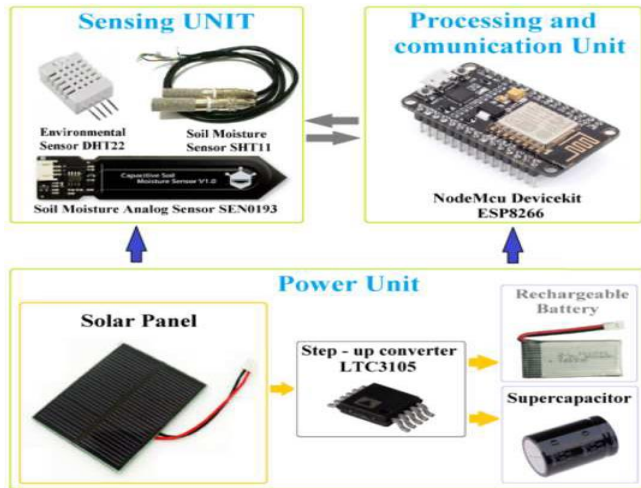 Sensing UNIT
Environmental
Sensor DHT22
Soil Moisture
Sensor SHT11
Capacitive Soil
Moisture Sensor V1.0
Soil Moisture Analog Sensor SEN0193
Processing and
comunication Unit
NodeMcu Devicekit
ESP8266
Power Unit
Solar Panel
Step - up converter
LTC3105
Rechargeable
Battery
Supercapacitor